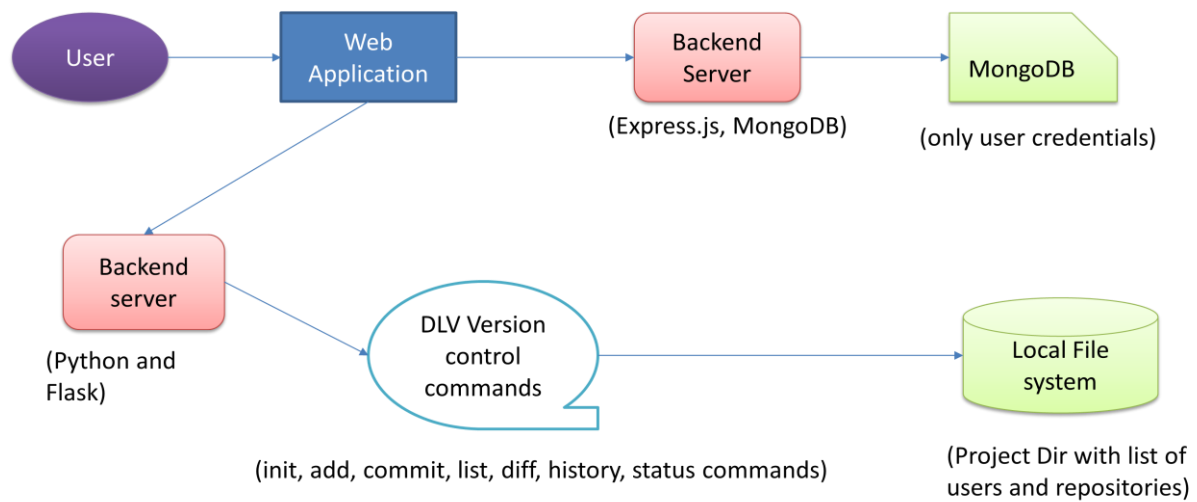 User
Web
Application
Backend
Server
MongoDB
(Express.js, MongoDB)
(only user credentials)
Backend
server
(Python and
Flask)
DLV Version
control
commands
Local File
system
(init, add, commit, list, diff, history, status commands)
(Project Dir with list of
users and repositories)